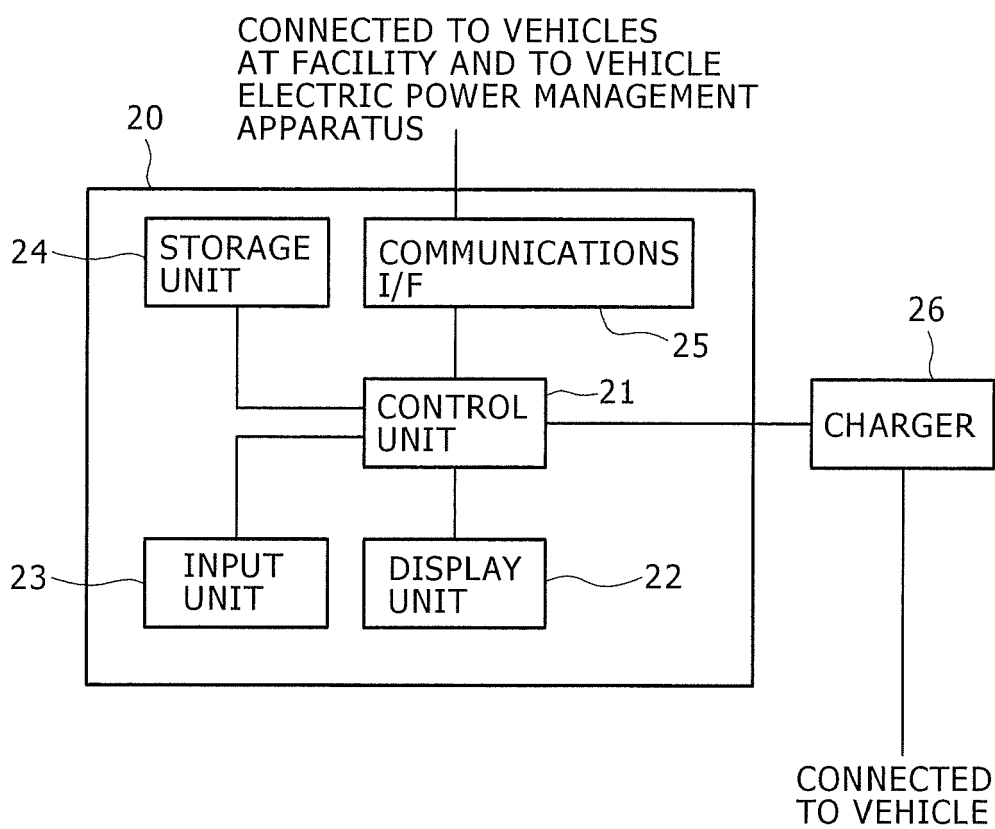 CONNECTED TO VEHICLES
AT FACILITY AND TO VEHICLE
ELECTRIC POWER MANAGEMENT
APPARATUS
20
24
STORAGE
UNIT
COMMUNICATIONS
I/F
25
26
21
CONTROL
UNIT
CHARGER
23
INPUT
UNIT
DISPLAY
UNIT
22
CONNECTED
TO VEHICLE